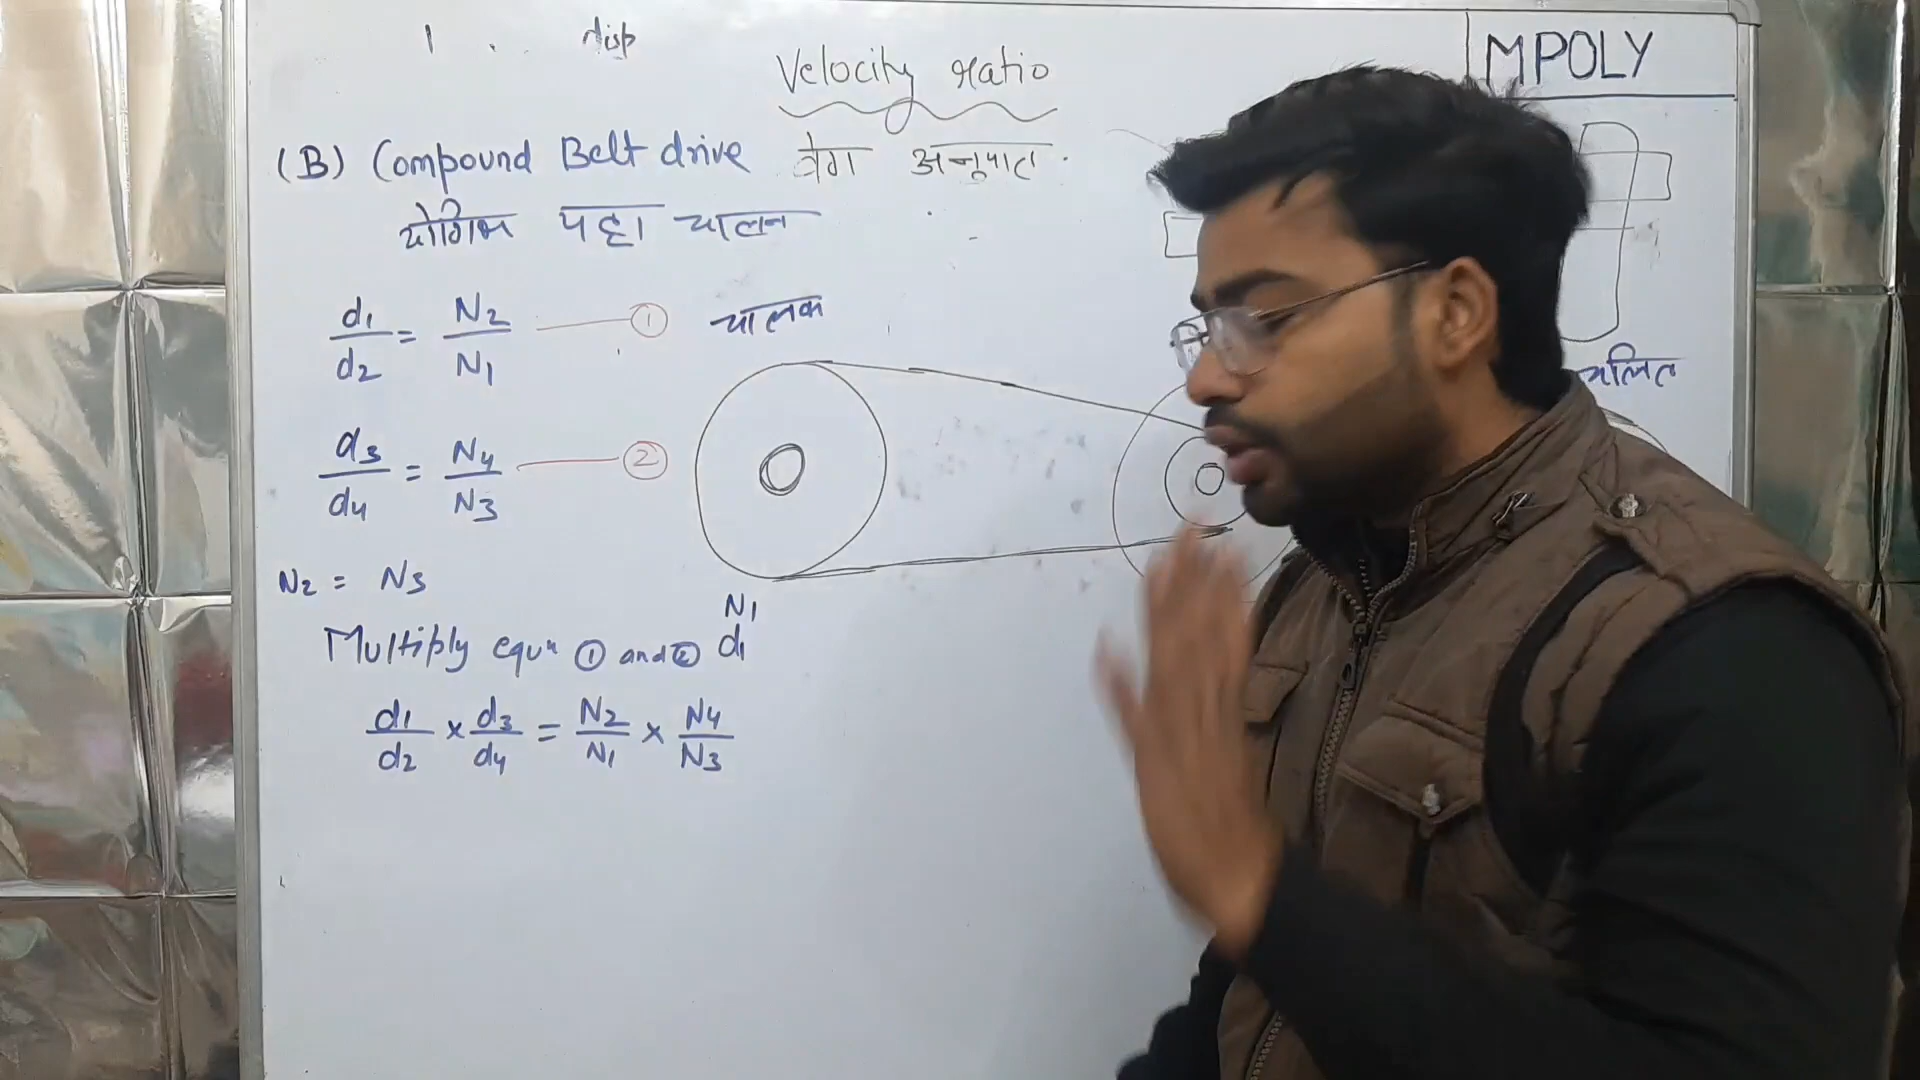 disp
Velocity ratio
MPOLY
(B) Compound Belt drive वेग अनुपात
योगिक पट्टा चालन
d1/d2 = N2/N1 ①
चालक
चलित
d3/d4 = N4/N3 ②
N2 = N3
N1
Multiply equn ① and ② d1
d1/d2 × d3/d4 = N2/N1 × N4/N3